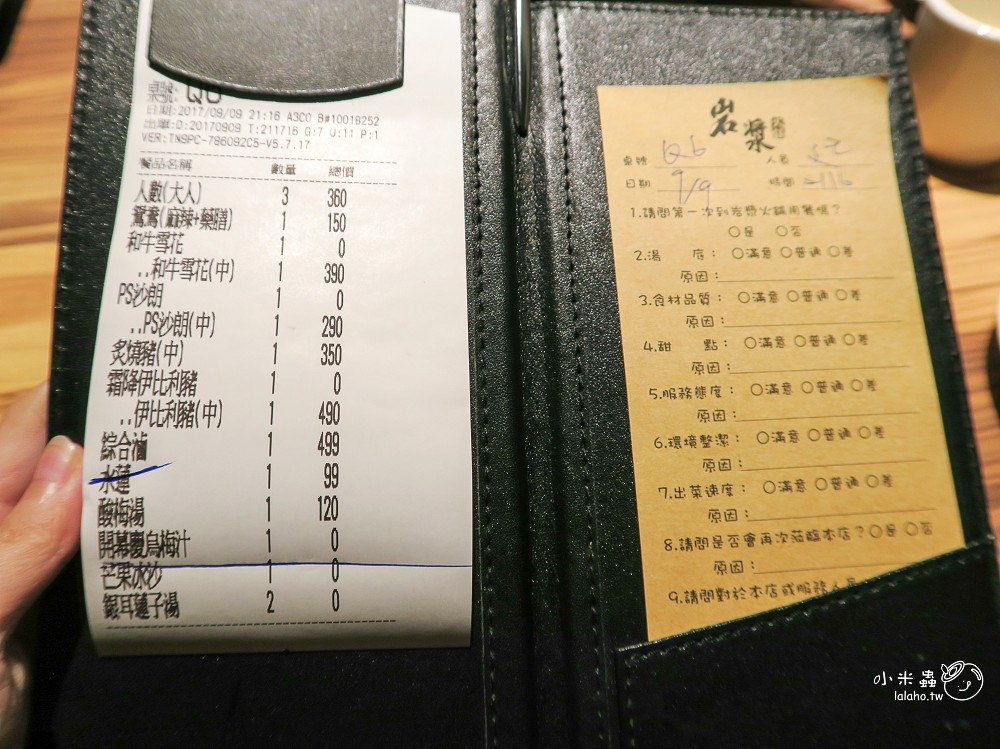 桌號: Q6
日期:2017/09/09 21:16 A3CO B#10018252
出單:D:20170909 T:211716 G:7 U:11 P:1
VER:TNSPC-786092C5-V5.7.17
餐品名稱 數量 總價
人數(大人) 3 360
鴛鴦(麻辣+藥膳) 1 150
和牛雪花 1 0
..和牛雪花(中) 1 390
PS沙朗 1 0
..PS沙朗(中) 1 290
炙燒豬(中) 1 350
霜降伊比利豬 1 0
..伊比利豬(中) 1 490
綜合滷 1 499
水蓮 1 99
酸梅湯 1 120
開幕慶烏梅汁 1 0
芒果冰沙 1 0
銀耳蓮子湯 2 0
岩漿
桌號 Q6 人數
日期 9/9 時間 2116
1.請問第一次到岩漿火鍋用餐嗎？
○是 ○否
2.湯 底： ○滿意 ○普通 ○差
原因：
3.食材品質： ○滿意 ○普通 ○差
原因：
4.甜 點： ○滿意 ○普通 ○差
原因：
5.服務態度： ○滿意 ○普通 ○差
原因：
6.環境整潔： ○滿意 ○普通 ○差
原因：
7.出菜速度： ○滿意 ○普通 ○差
原因：
8.請問是否會再次蒞臨本店？○是 ○否
原因：
9.請問對於本店或服務人員
小米蟲
lalaho.tw